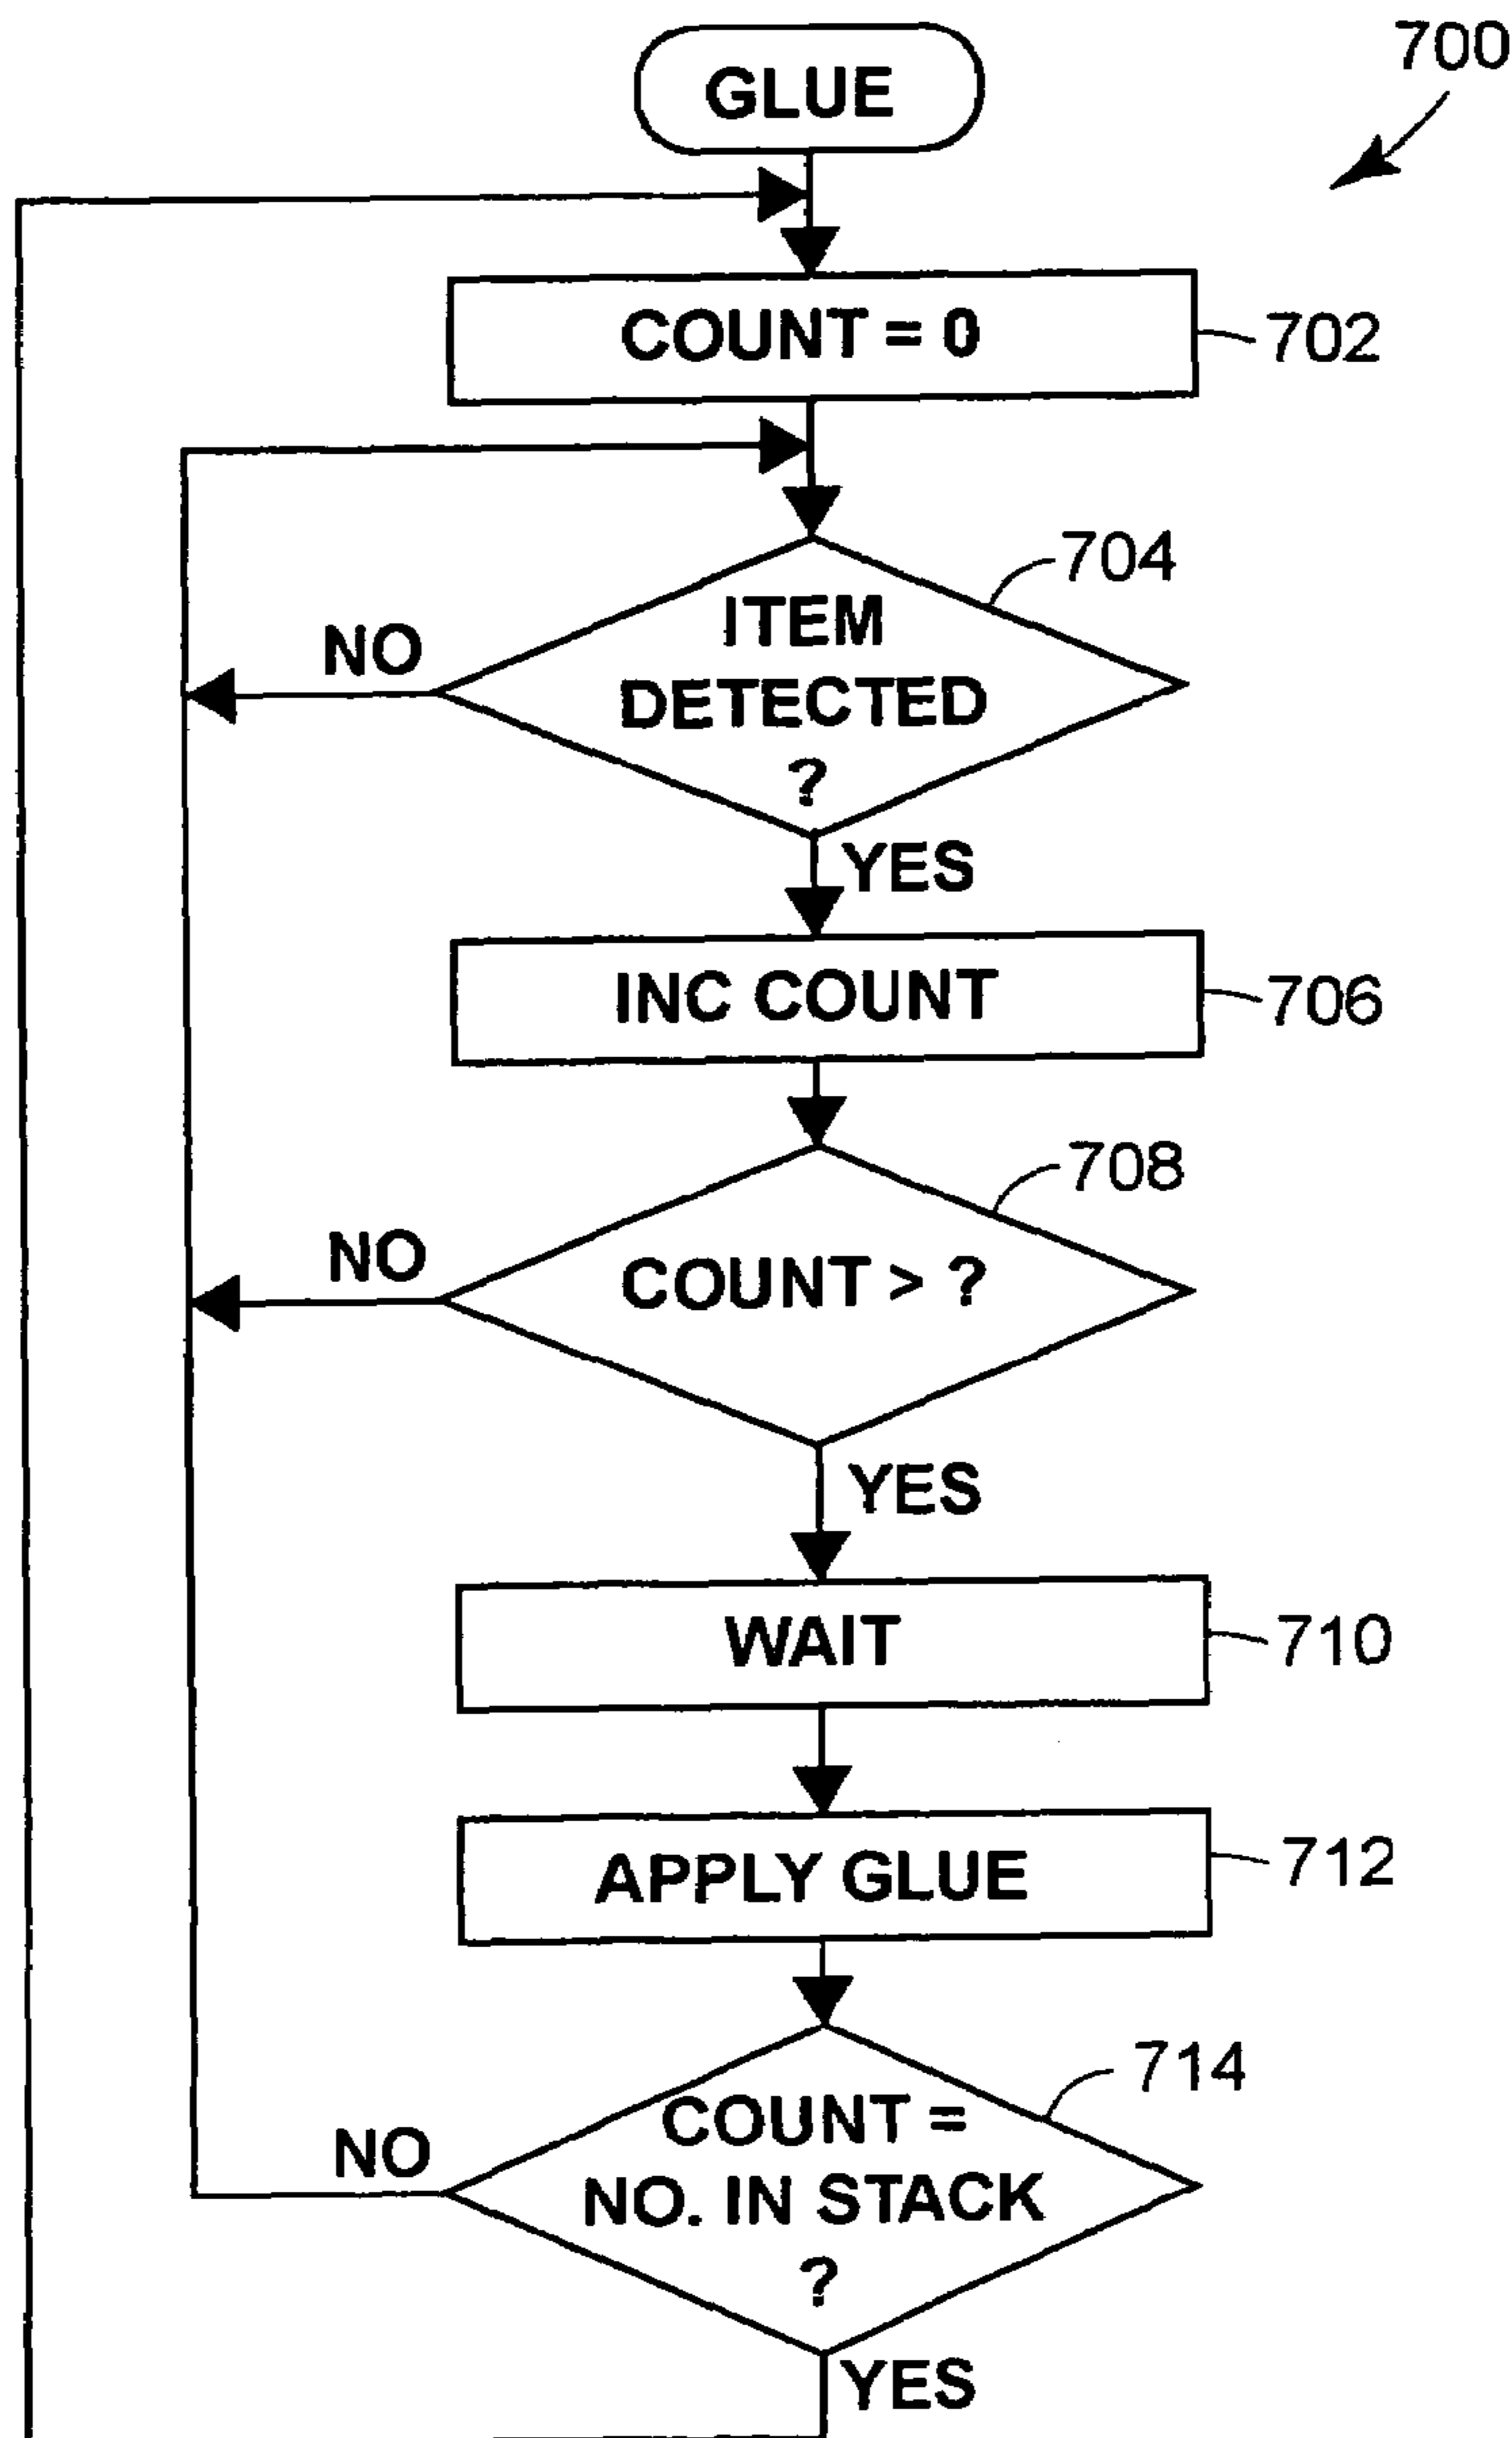 700
GLUE
COUNT = 0
702
704
ITEM
DETECTED
?
NO
YES
INC COUNT
706
708
COUNT > ?
NO
YES
WAIT
710
APPLY GLUE
712
714
COUNT =
NO. IN STACK
?
NO
YES